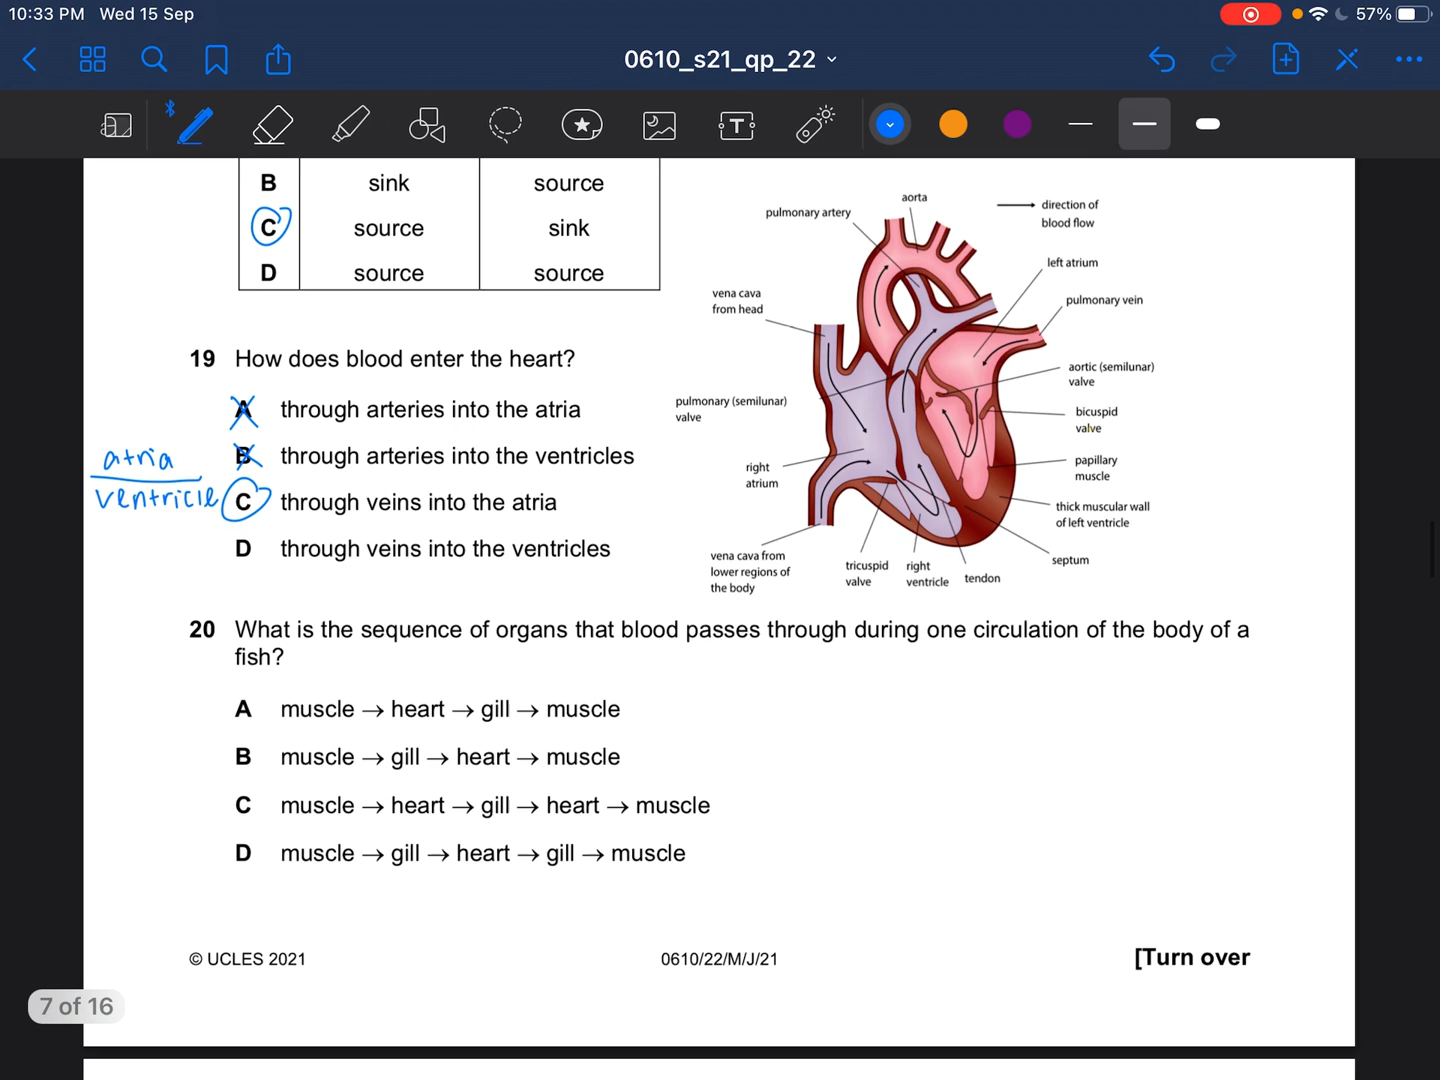 10:33 PM Wed 15 Sep
57%
0610_s21_qp_22
T
B sink source
C source sink
D source source
aorta
pulmonary artery
direction of
blood flow
left atrium
pulmonary vein
vena cava
from head
aortic (semilunar)
valve
pulmonary (semilunar)
valve
bicuspid
valve
right
atrium
papillary
muscle
thick muscular wall
of left ventricle
septum
vena cava from
lower regions of
the body
tricuspid
valve
right
ventricle
tendon
19 How does blood enter the heart?
A through arteries into the atria
B through arteries into the ventricles
C through veins into the atria
D through veins into the ventricles
atria
ventricle
20 What is the sequence of organs that blood passes through during one circulation of the body of a
fish?
A muscle → heart → gill → muscle
B muscle → gill → heart → muscle
C muscle → heart → gill → heart → muscle
D muscle → gill → heart → gill → muscle
© UCLES 2021
0610/22/M/J/21
[Turn over
7 of 16